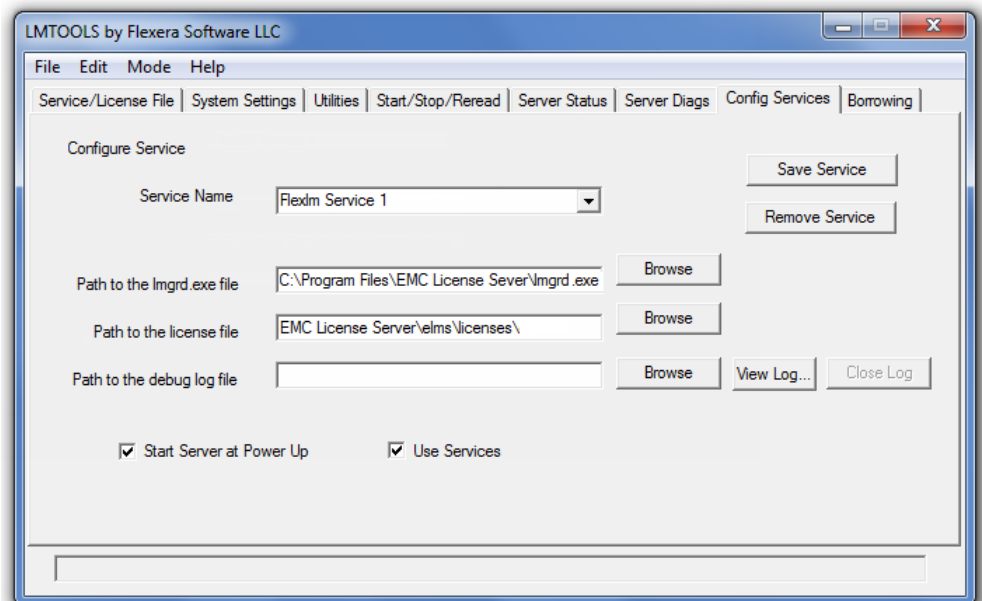 LMTOOLS by Flexera Software LLC
File Edit Mode Help
Service/License File System Settings Utilities Start/Stop/Reread Server Status Server Diags Config Services Borrowing
Configure Service
Save Service
Service Name Flexlm Service 1
Remove Service
Path to the lmgrd.exe file C:\Program Files\EMC License Sever\lmgrd.exe Browse
Path to the license file EMC License Server\elms\licenses\ Browse
Path to the debug log file Browse View Log... Close Log
Start Server at Power Up Use Services